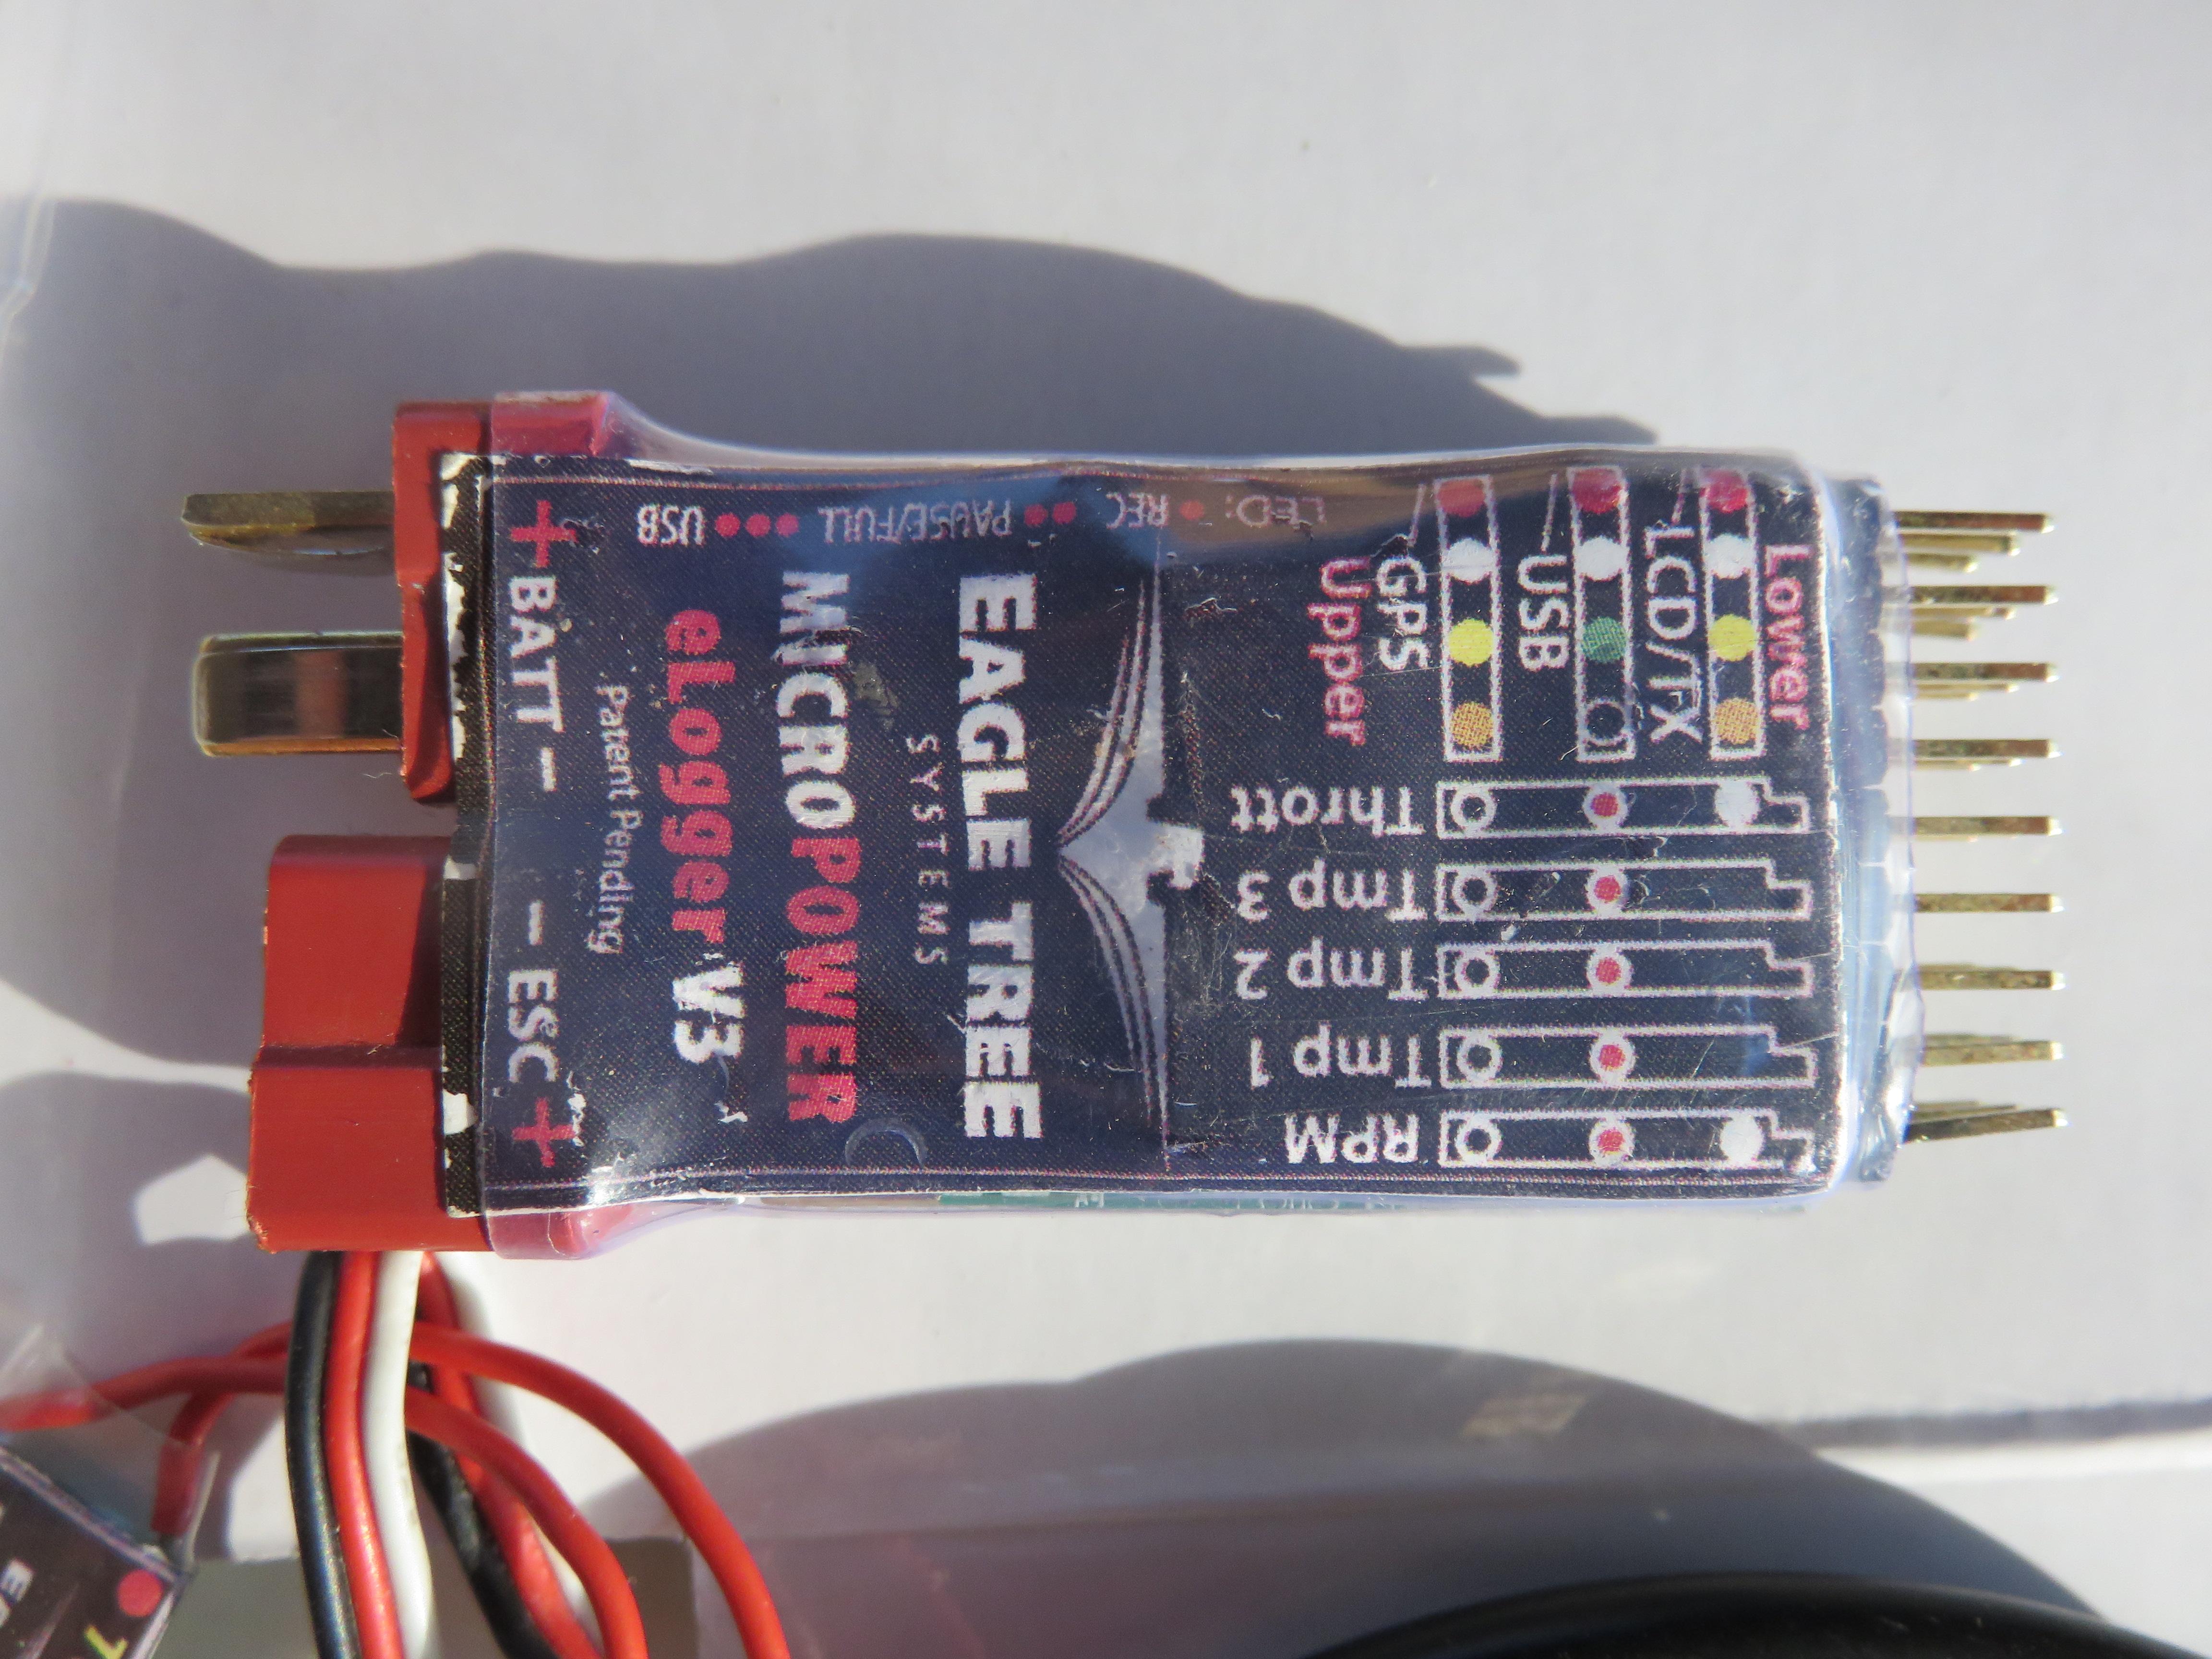 + BATT -
- ESC +
Patent Pending
eLogger V3
MICROPOWER
SYSTEMS
EAGLE TREE
LED:
REC
PAUSE/FULL
USB
Upper
GPS
USB
LCD/TX
Lower
Thrott
Tmp 3
Tmp 2
Tmp 1
RPM